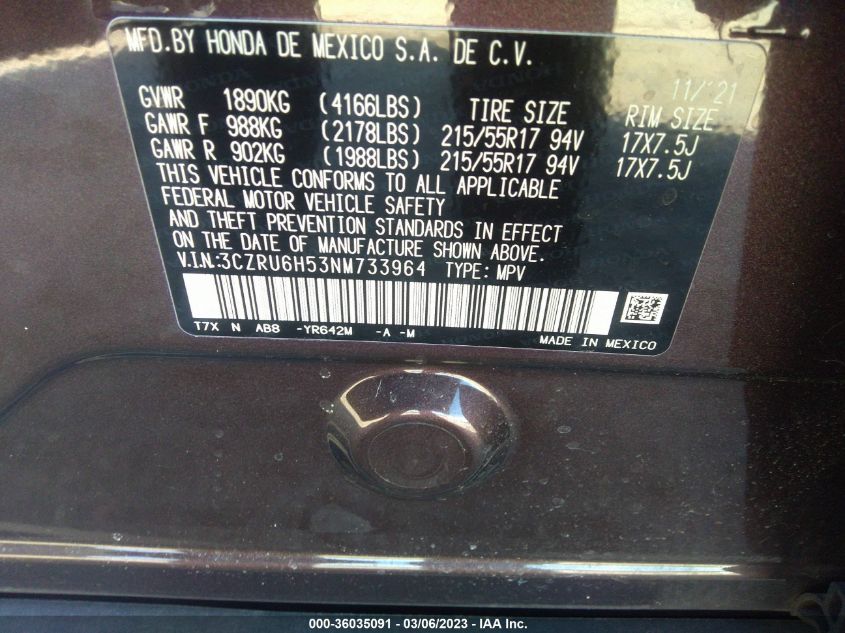 MFD.BY HONDA DE MEXICO S.A. DE C.V.
11/'21
GVWR 1890KG (4166LBS) TIRE SIZE RIM SIZE
GAWR F 988KG (2178LBS) 215/55R17 94V 17X7.5J
GAWR R 902KG (1988LBS) 215/55R17 94V 17X7.5J
THIS VEHICLE CONFORMS TO ALL APPLICABLE
FEDERAL MOTOR VEHICLE SAFETY
AND THEFT PREVENTION STANDARDS IN EFFECT
ON THE DATE OF MANUFACTURE SHOWN ABOVE.
V.I.N.:3CZRU6H53NM733964 TYPE: MPV
T7X N AB8 -YR642M -A -M
MADE IN MEXICO
000-36035091 - 03/06/2023 - IAA Inc.